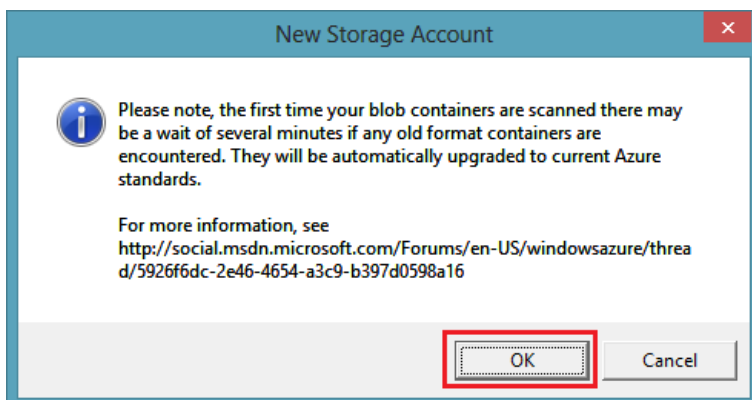 New Storage Account
Please note, the first time your blob containers are scanned there may
be a wait of several minutes if any old format containers are
encountered. They will be automatically upgraded to current Azure
standards.
For more information, see
http://social.msdn.microsoft.com/Forums/en-US/windowsazure/threa
d/5926f6dc-2e46-4654-a3c9-b397d0598a16
OK
Cancel